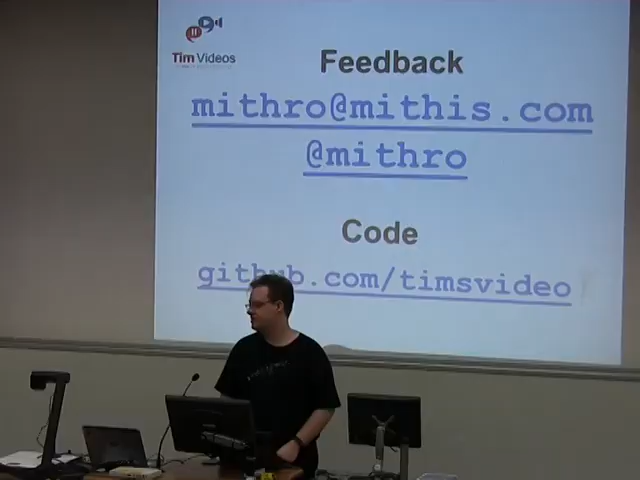 Tim Videos
Feedback
mithro@mithis.com
@mithro
Code
github.com/timsvideo